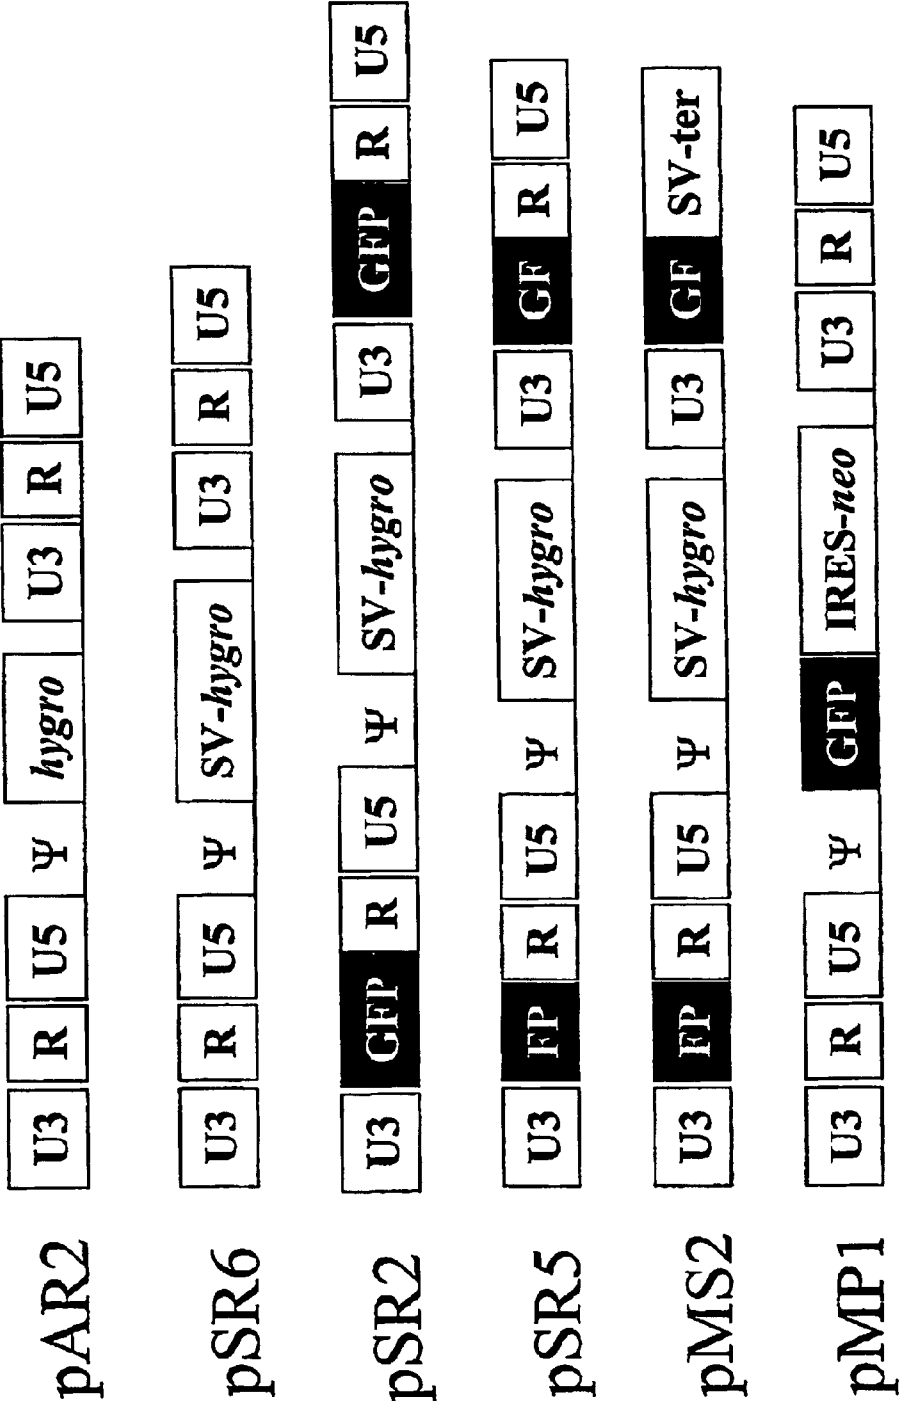 pAR2 U3 R U5 Ψ hygro U3 R U5
pSR6 U3 R U5 Ψ SV-hygro U3 R U5
pSR2 U3 GFP R U5 Ψ SV-hygro U3 GFP R U5
pSR5 U3 FP R U5 Ψ SV-hygro U3 GF R U5
pMS2 U3 FP R U5 Ψ SV-hygro U3 GF SV-ter
pMP1 U3 R U5 Ψ GFP IRES-neo U3 R U5